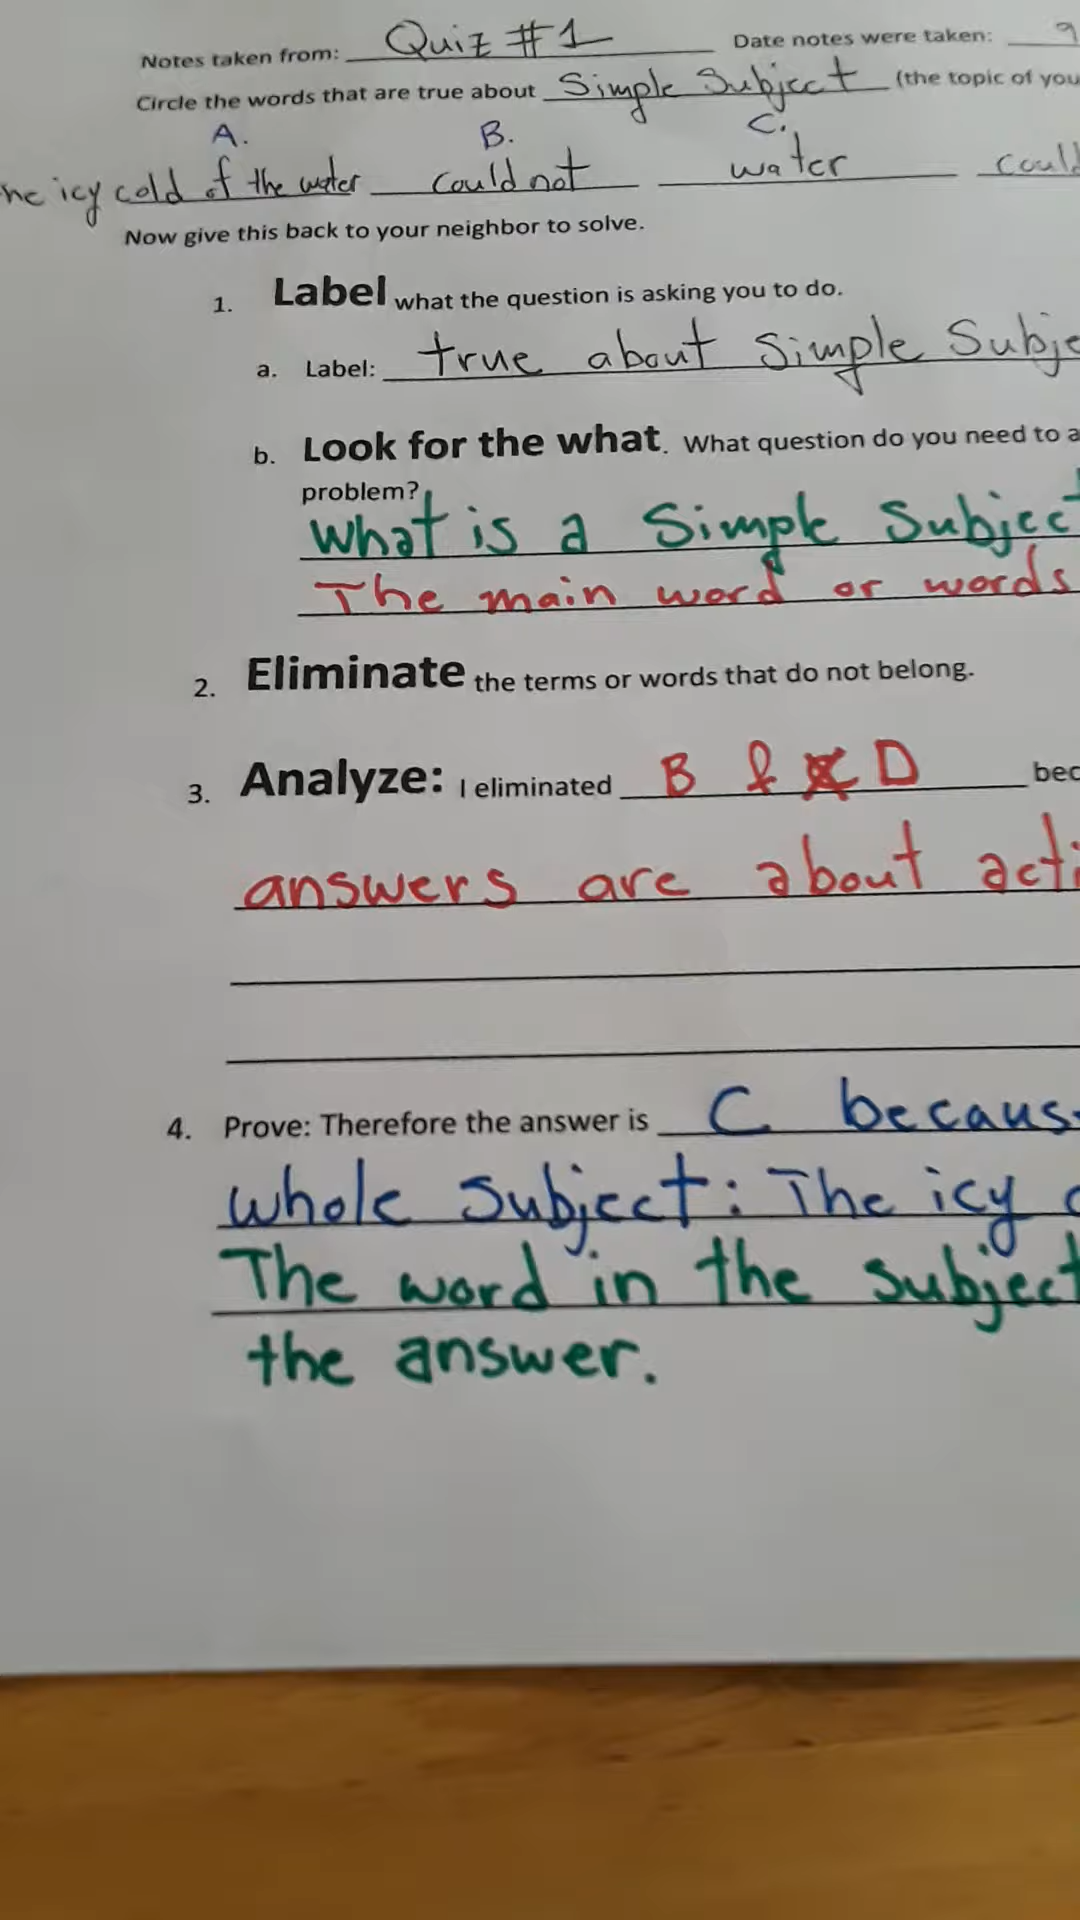 Notes taken from: Quiz #1 Date notes were taken: 9
Circle the words that are true about Simple Subject (the topic of you
A. B. C.
he icy cold of the water could not water could
Now give this back to your neighbor to solve.
1. Label what the question is asking you to do.
a. Label: true about Simple Subje
b. Look for the what. What question do you need to a
problem?
What is a Simple Subject
The main word or words
2. Eliminate the terms or words that do not belong.
3. Analyze: I eliminated B & D bec
answers are about acti
4. Prove: Therefore the answer is C becaus
whole Subject: The icy c
The word in the subject
the answer.